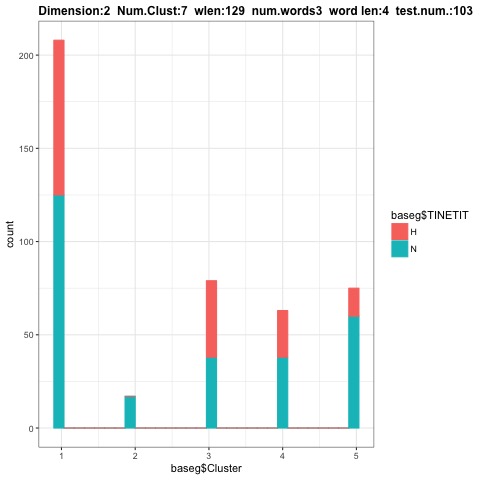 Dimension:2 Num.Clust:7 wlen:129 num.words3 word len:4 test.num.:103
200
150
100
50
0
count
1 2 3 4 5
baseg$Cluster
baseg$TINETIT
H
N